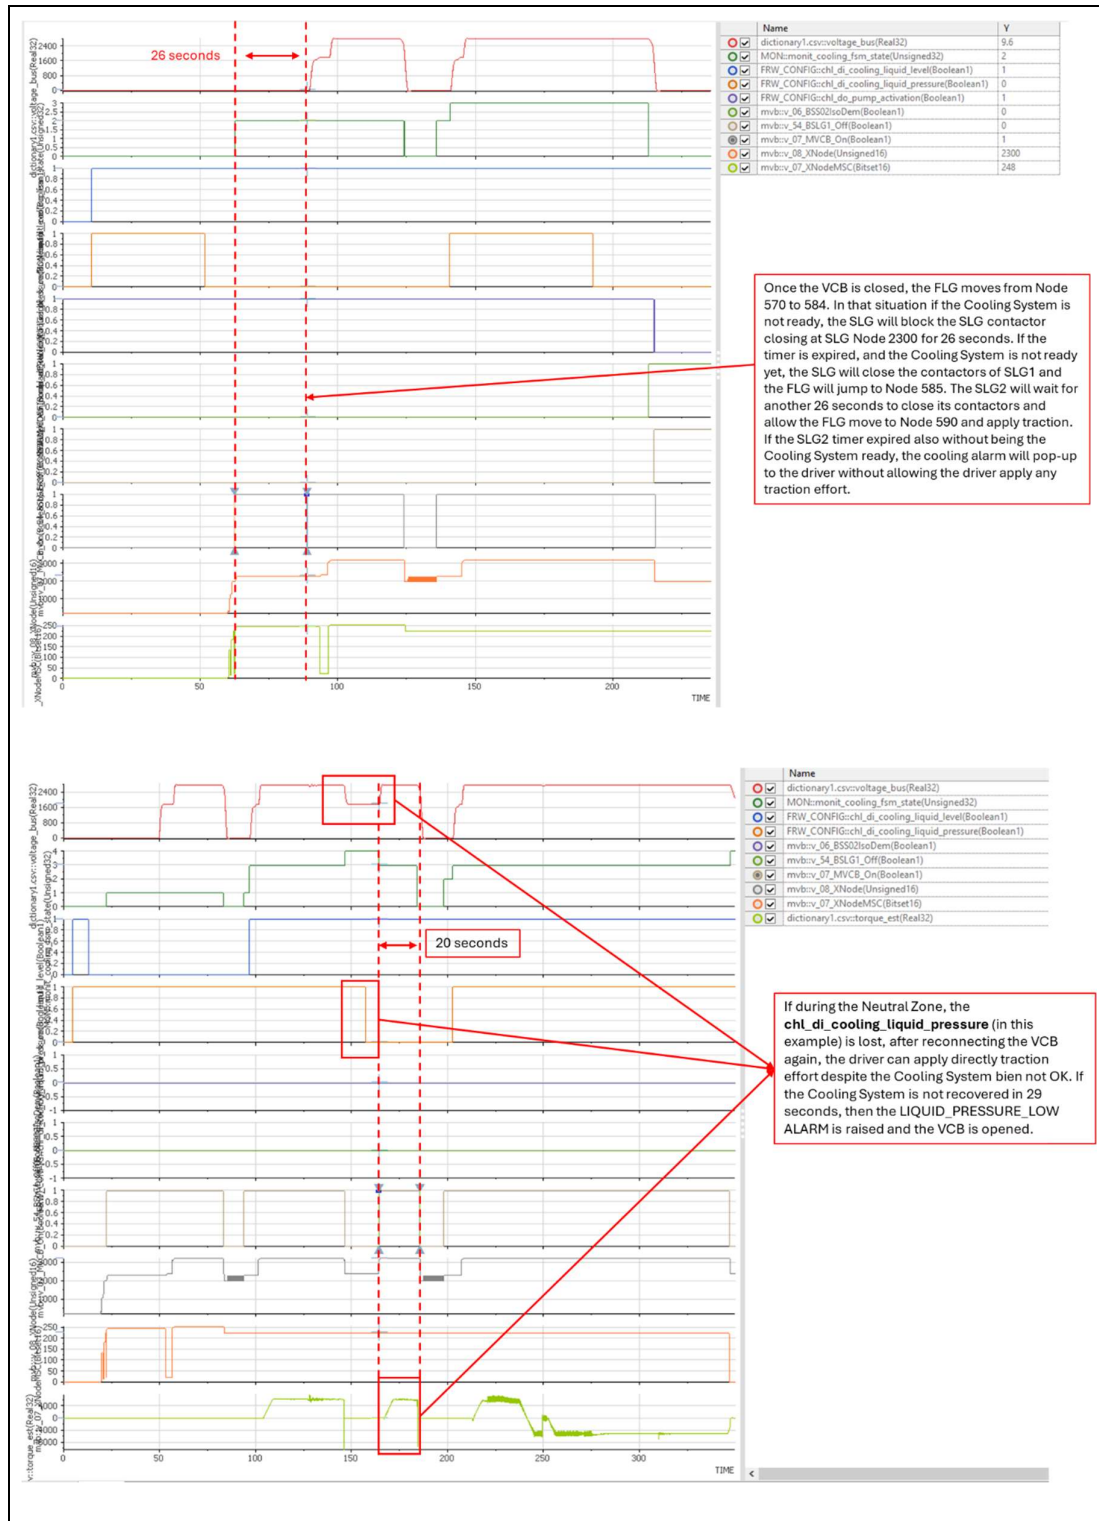 26 seconds
Name Y
dictionary1.csv::voltage_bus(Real32) 9.6
MON::monit_cooling_fsm_state(Unsigned32) 2
FRW_CONFIG::chl_di_cooling_liquid_level(Boolean1) 1
FRW_CONFIG::chl_di_cooling_liquid_pressure(Boolean1) 0
FRW_CONFIG::chl_do_pump_activation(Boolean1) 1
mvb::v_06_BSS02IsoDem(Boolean1) 0
mvb::v_54_BSLG1_Off(Boolean1) 0
mvb::v_07_MVCB_On(Boolean1) 1
mvb::v_08_XNode(Unsigned16) 2300
mvb::v_07_XNodeMSC(Bitset16) 248
Once the VCB is closed, the FLG moves from Node
570 to 584. In that situation if the Cooling System is
not ready, the SLG will block the SLG contactor
closing at SLG Node 2300 for 26 seconds. If the
timer is expired, and the Cooling System is not ready
yet, the SLG will close the contactors of SLG1 and
the FLG will jump to Node 585. The SLG2 will wait for
another 26 seconds to close its contactors and
allow the FLG move to Node 590 and apply traction.
If the SLG2 timer expired also without being the
Cooling System ready, the cooling alarm will pop-up
to the driver without allowing the driver apply any
traction effort.
0 50 100 150 200
TIME
Name
dictionary1.csv::voltage_bus(Real32)
MON::monit_cooling_fsm_state(Unsigned32)
FRW_CONFIG::chl_di_cooling_liquid_level(Boolean1)
FRW_CONFIG::chl_di_cooling_liquid_pressure(Boolean1)
mvb::v_06_BSS02IsoDem(Boolean1)
mvb::v_54_BSLG1_Off(Boolean1)
mvb::v_07_MVCB_On(Boolean1)
mvb::v_08_XNode(Unsigned16)
mvb::v_07_XNodeMSC(Bitset16)
dictionary1.csv::torque_est(Real32)
20 seconds
If during the Neutral Zone, the
chl_di_cooling_liquid_pressure (in this
example) is lost, after reconnecting the VCB
again, the driver can apply directly traction
effort despite the Cooling System bien not OK. If
the Cooling System is not recovered in 29
seconds, then the LIQUID_PRESSURE_LOW
ALARM is raised and the VCB is opened.
0 50 100 150 200 250 300
TIME